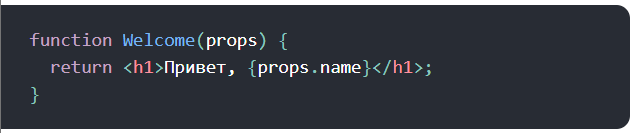 function Welcome(props) {
  return <h1>Привет, {props.name}</h1>;
}